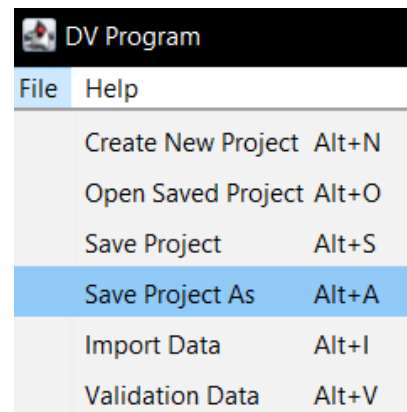 DV Program
File Help
Create New Project Alt+N
Open Saved Project Alt+O
Save Project Alt+S
Save Project As Alt+A
Import Data Alt+I
Validation Data Alt+V